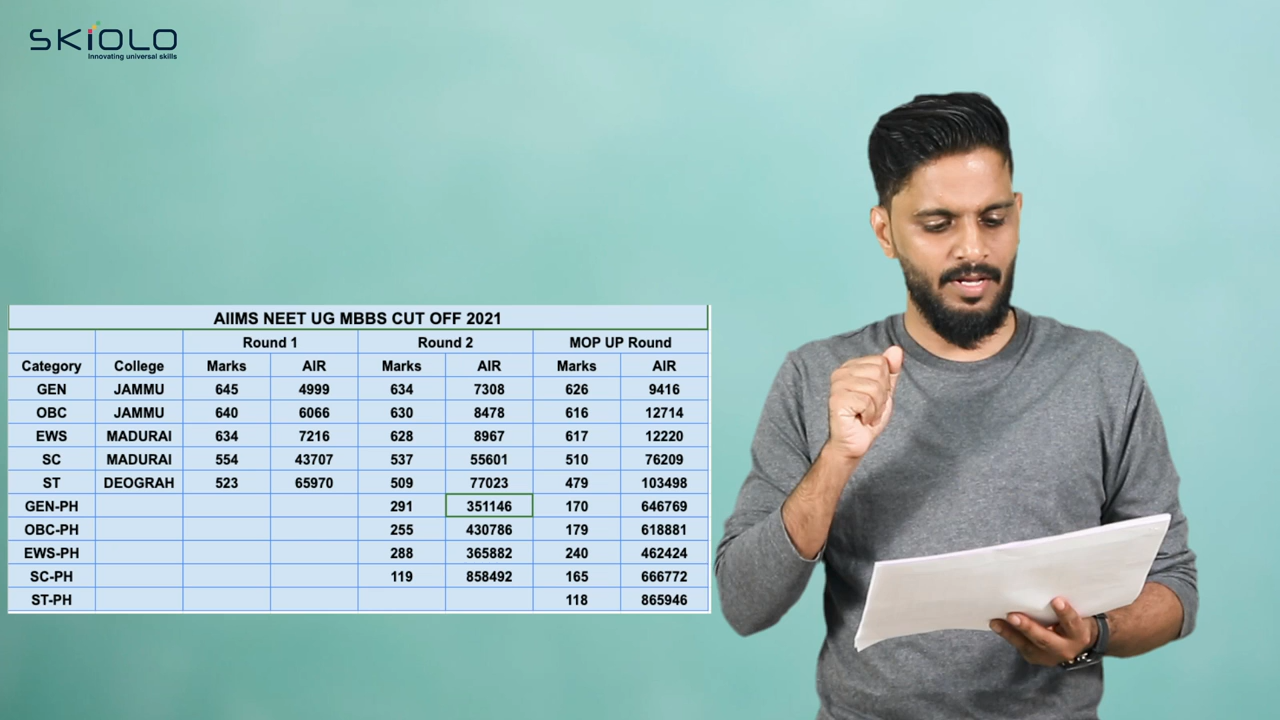 SKiOLO
Innovating universal skills
AIIMS NEET UG MBBS CUT OFF 2021
Round 1 Round 2 MOP UP Round
Category College Marks AIR Marks AIR Marks AIR
GEN JAMMU 645 4999 634 7308 626 9416
OBC JAMMU 640 6066 630 8478 616 12714
EWS MADURAI 634 7216 628 8967 617 12220
SC MADURAI 554 43707 537 55601 510 76209
ST DEOGRAH 523 65970 509 77023 479 103498
GEN-PH 291 351146 170 646769
OBC-PH 255 430786 179 618881
EWS-PH 288 365882 240 462424
SC-PH 119 858492 165 666772
ST-PH 118 865946